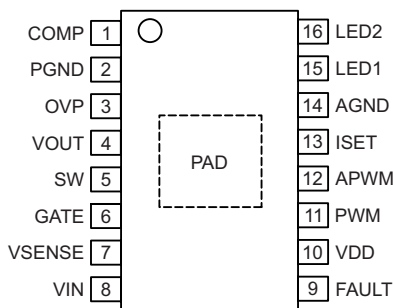 COMP 1
PGND 2
OVP 3
VOUT 4
SW 5
GATE 6
VSENSE 7
VIN 8
PAD
16 LED2
15 LED1
14 AGND
13 ISET
12 APWM
11 PWM
10 VDD
9 FAULT